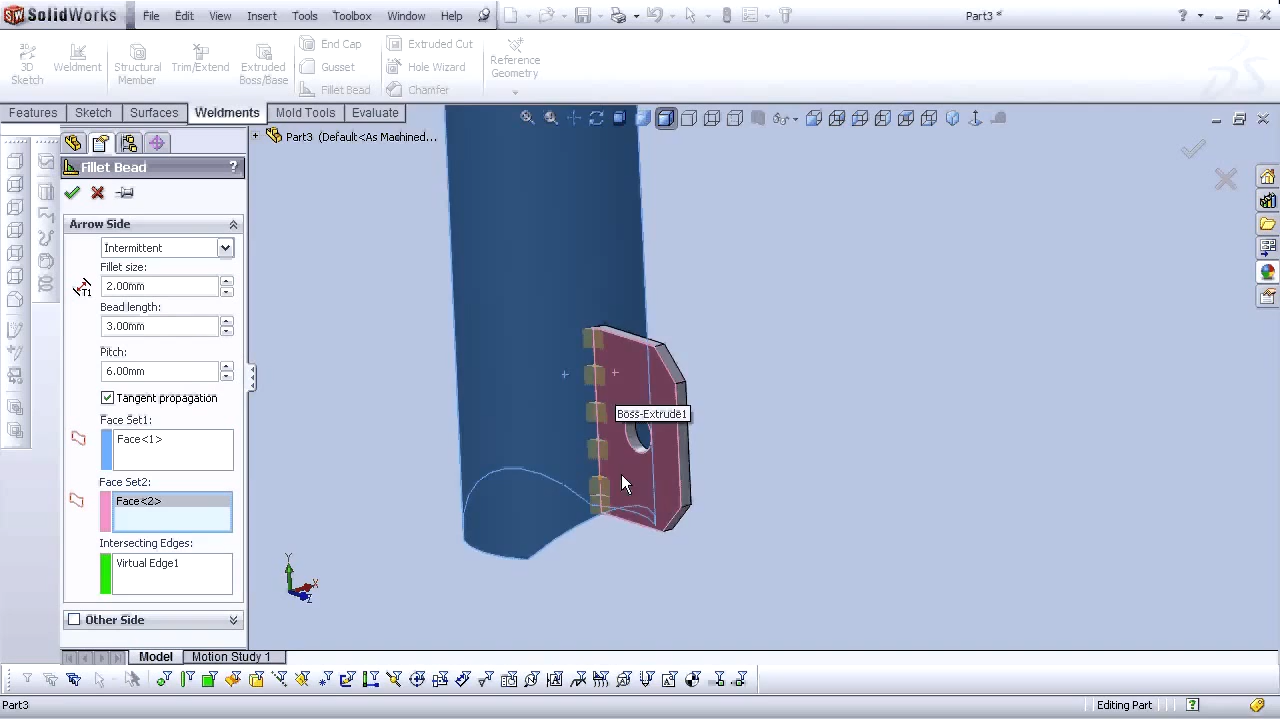 SolidWorks File Edit View Insert Tools Toolbox Window Help Part3 *
3D Sketch Weldment Structural Member Trim/Extend Extruded Boss/Base End Cap Gusset Fillet Bead Extruded Cut Hole Wizard Chamfer Reference Geometry
Features Sketch Surfaces Weldments Mold Tools Evaluate
Part3 (Default<As Machined...
Fillet Bead ?
Arrow Side
Intermittent
Fillet size:
2.00mm
Bead length:
3.00mm
Pitch:
6.00mm
Tangent propagation
Face Set1:
Face<1>
Face Set2:
Face<2>
Intersecting Edges:
Virtual Edge1
Other Side
Boss-Extrude1
Y
X
Z
Model Motion Study 1
Part3 Editing Part